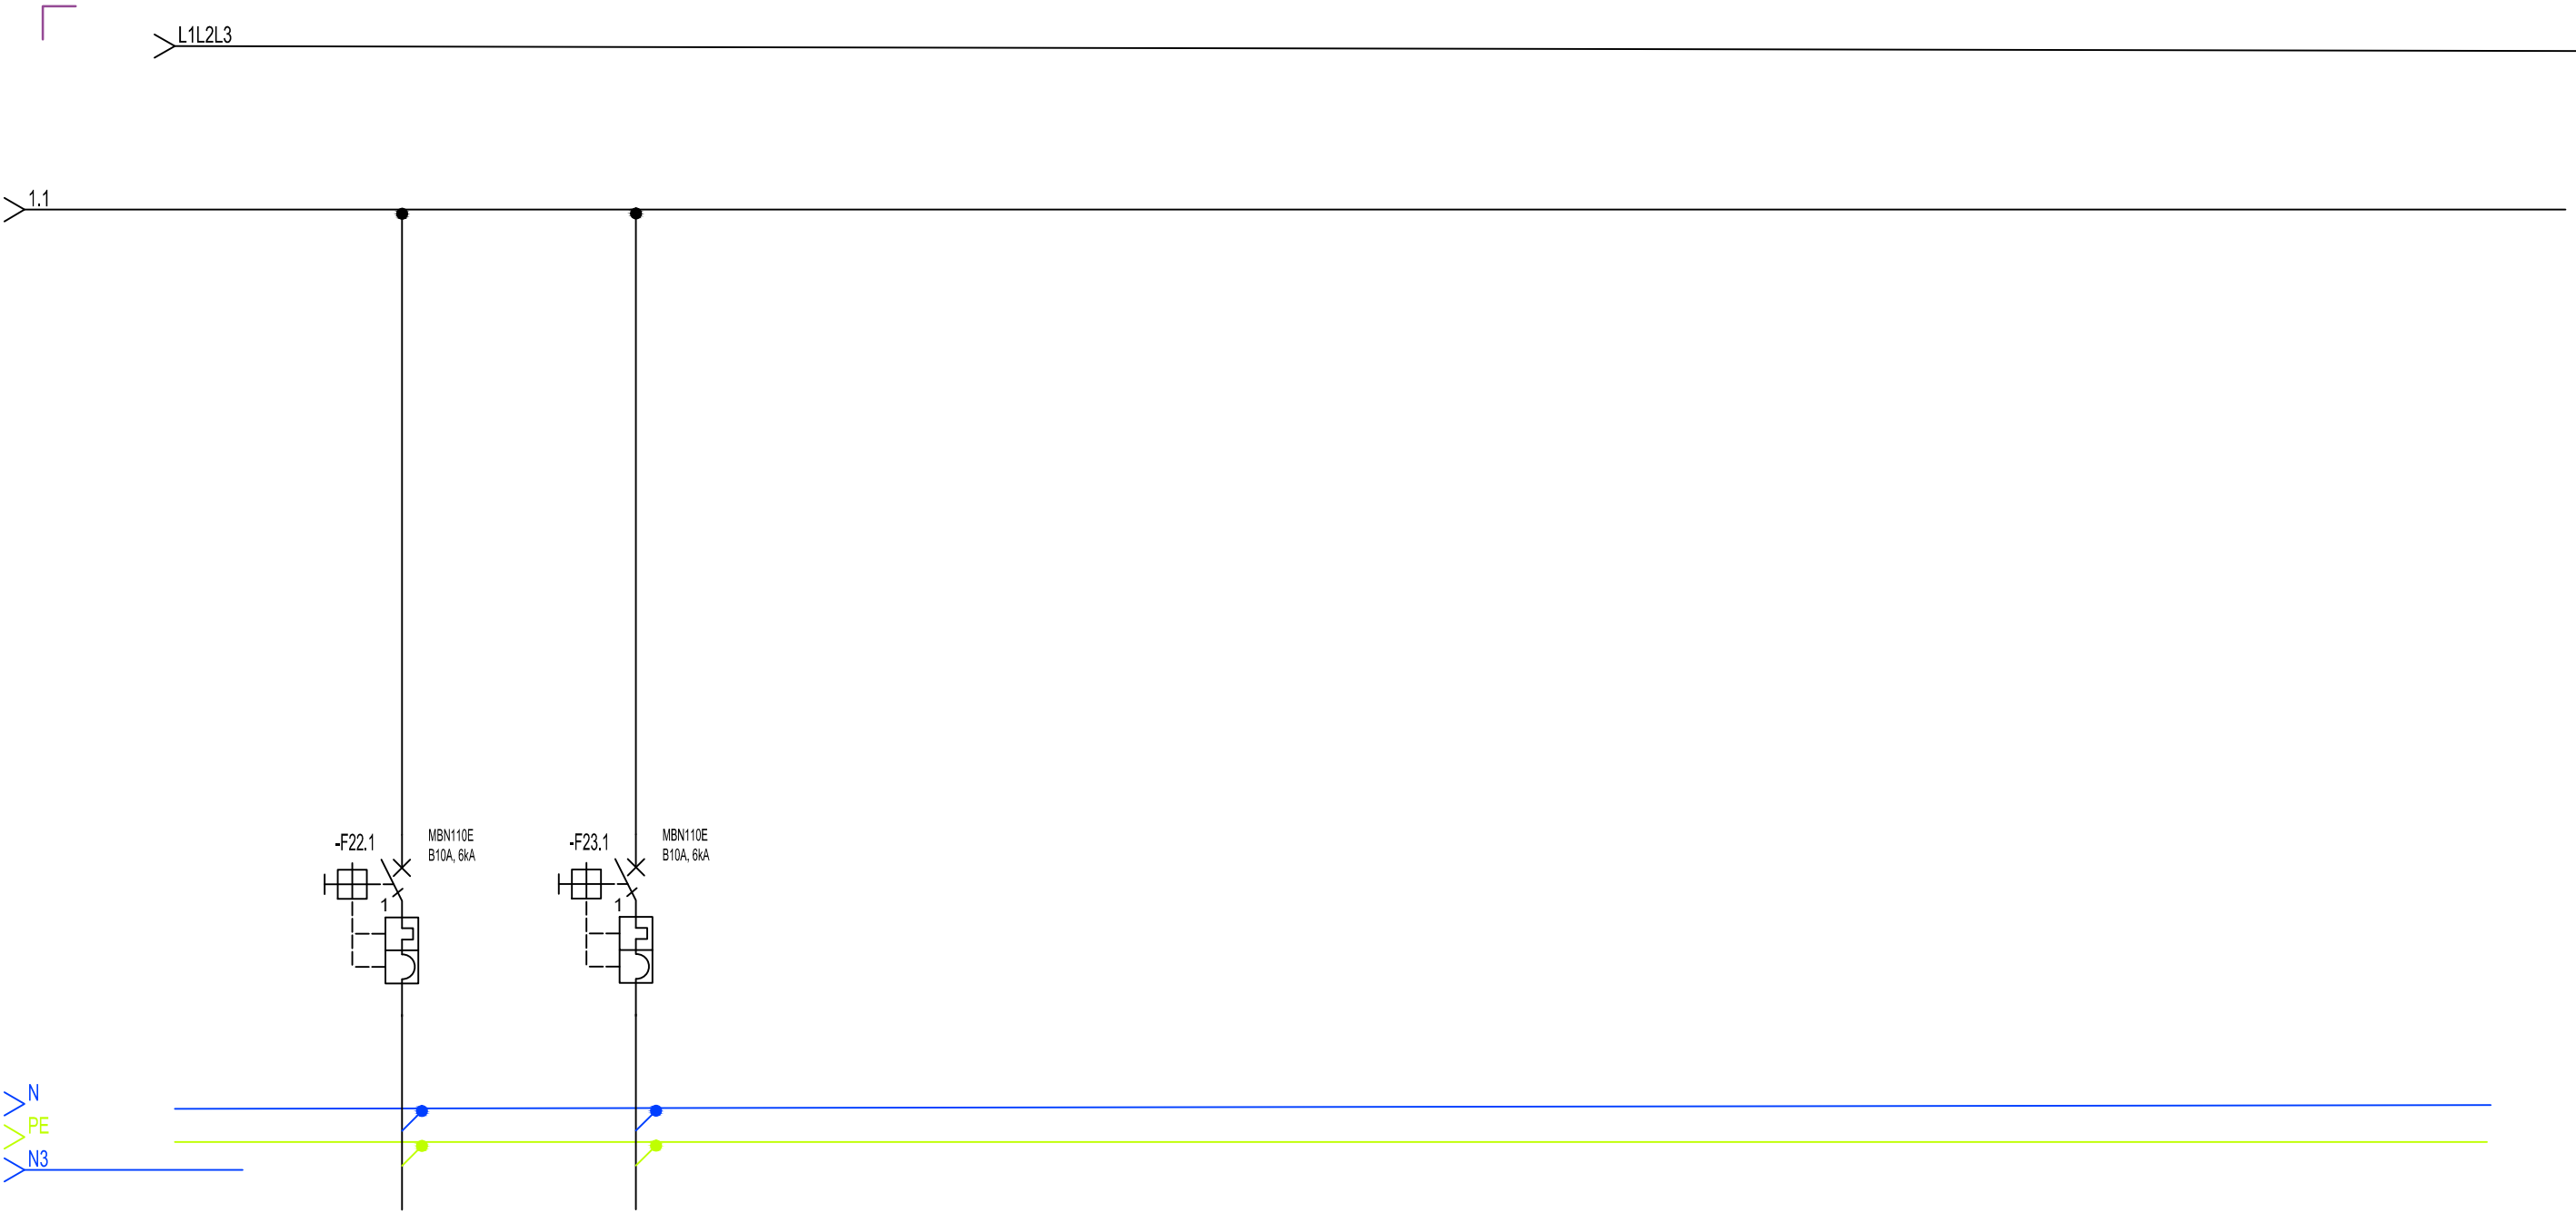 L1L2L3
1.1
-F22.1
MBN110E
B10A, 6kA
1
-F23.1
MBN110E
B10A, 6kA
1
N
PE
N3